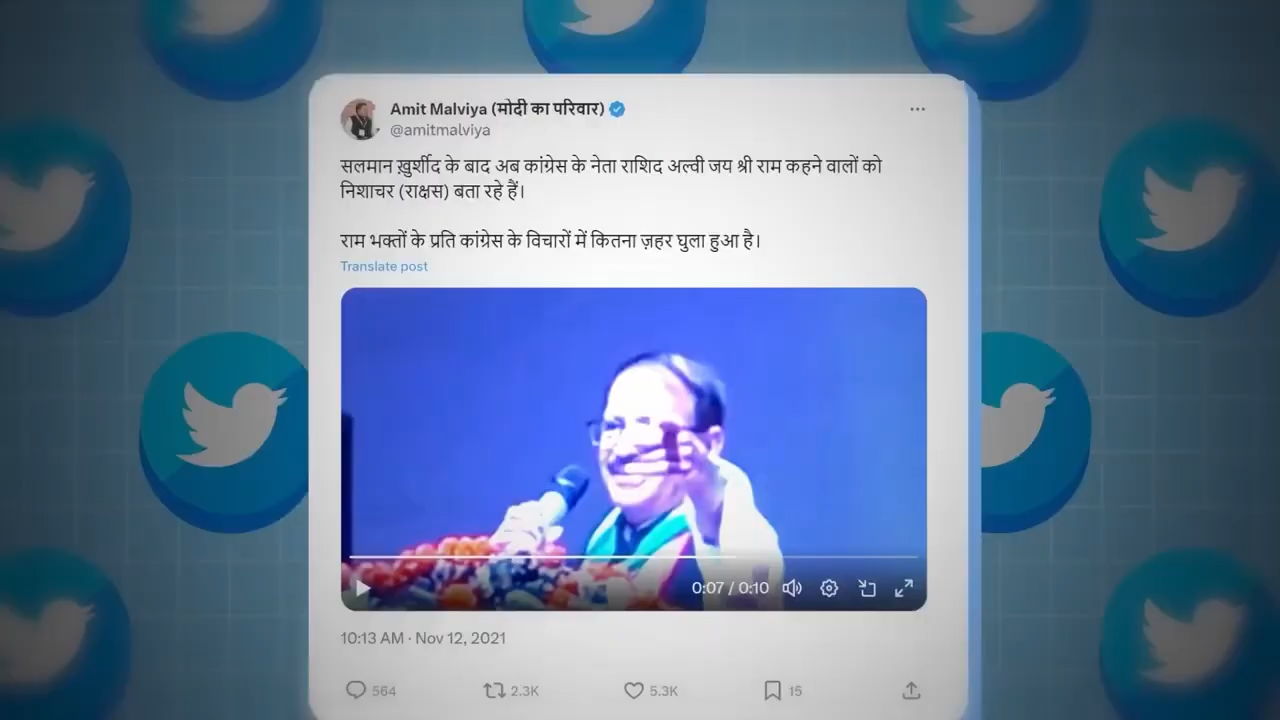 Amit Malviya (मोदी का परिवार)
@amitmalviya
सलमान ख़ुर्शीद के बाद अब कांग्रेस के नेता राशिद अल्वी जय श्री राम कहने वालों को
निशाचर (राक्षस) बता रहे हैं।
राम भक्तों के प्रति कांग्रेस के विचारों में कितना ज़हर घुला हुआ है।
Translate post
0:07 / 0:10
10:13 AM · Nov 12, 2021
564 2.3K 5.3K 15